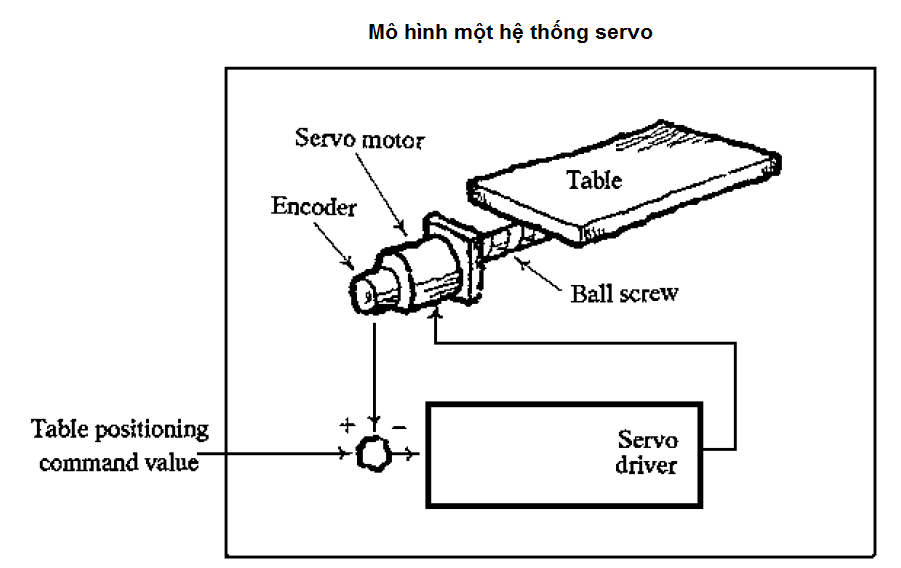 Mô hình một hệ thống servo
Servo motor
Encoder
Table
Ball screw
Table positioning
command value
+
−
Servo
driver